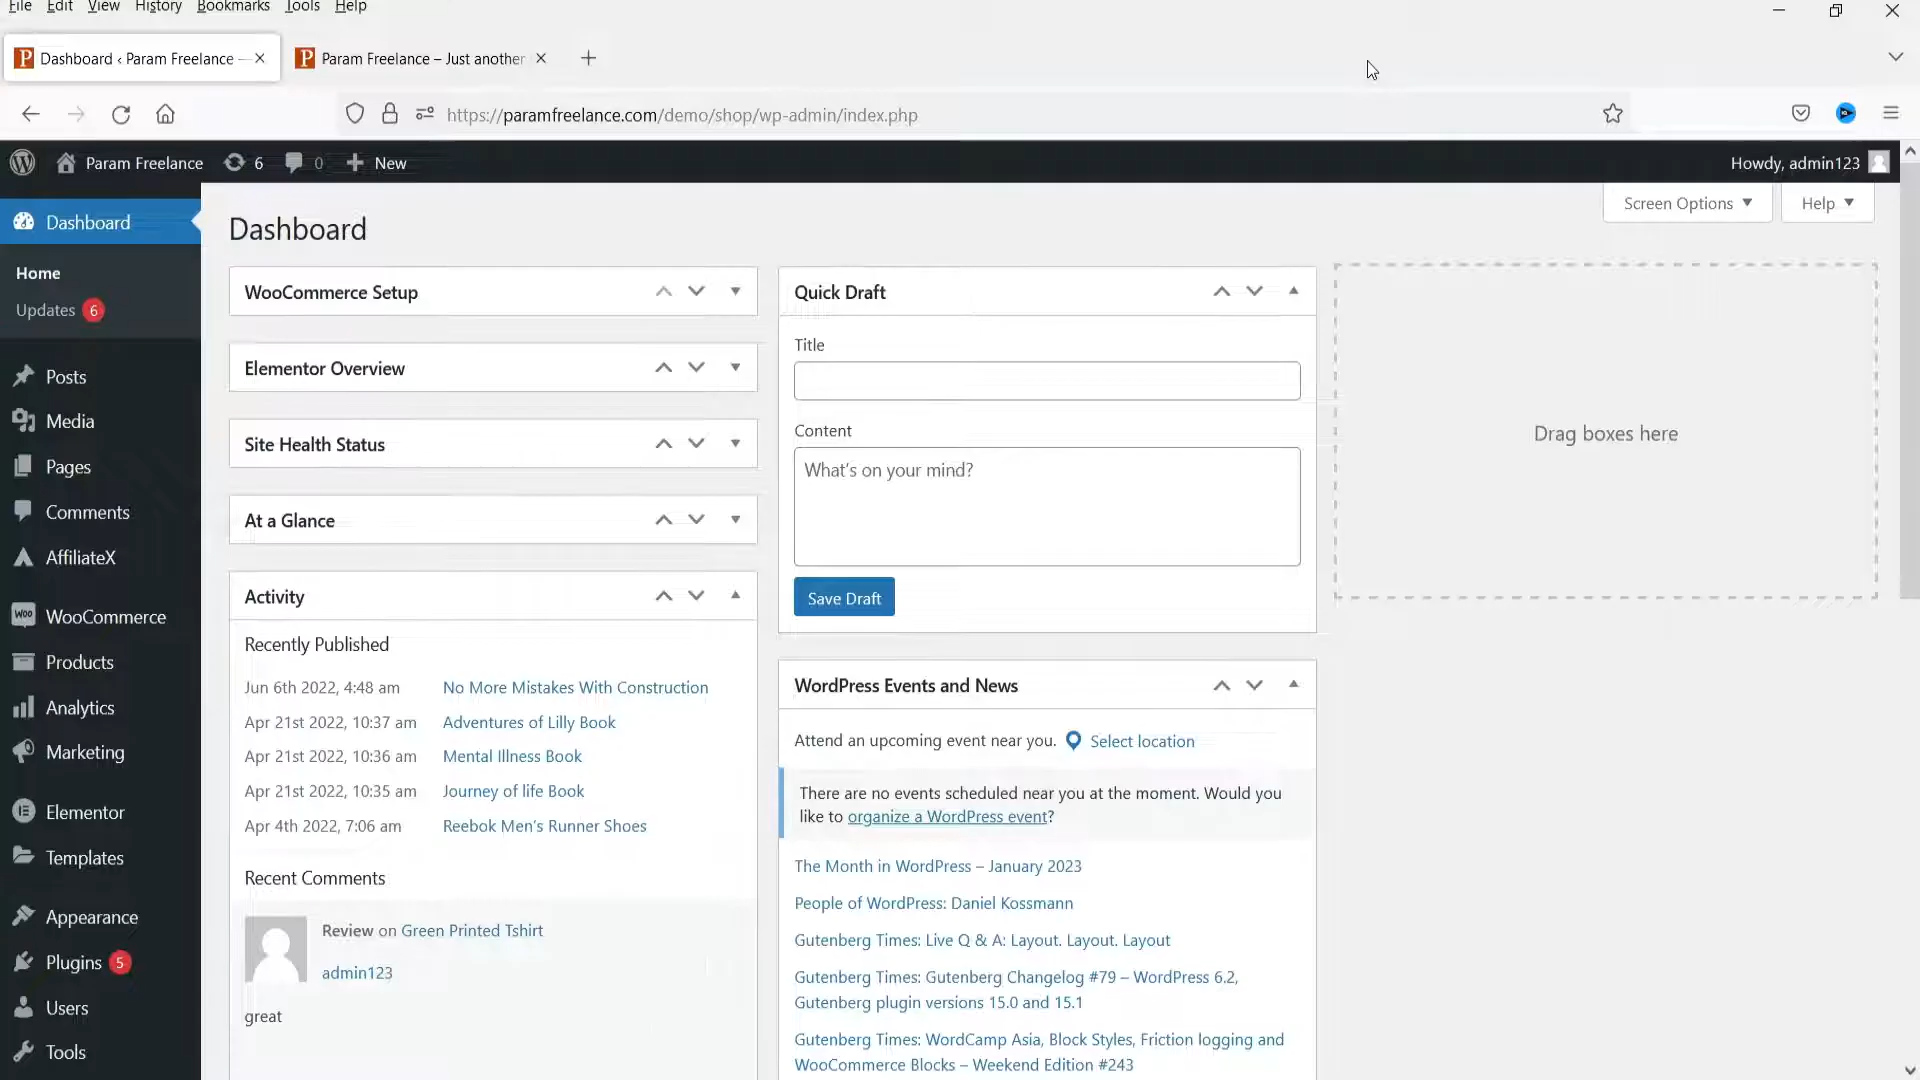 File Edit View History Bookmarks Tools Help
Dashboard ‹ Param Freelance —
Param Freelance – Just another
https://paramfreelance.com/demo/shop/wp-admin/index.php
Param Freelance 6 0 New
Howdy, admin123
Screen Options Help
Dashboard
Home
Updates 6
Posts
Media
Pages
Comments
AffiliateX
Woo WooCommerce
Products
Analytics
Marketing
Elementor
Templates
Appearance
Plugins 5
Users
Tools
Dashboard
WooCommerce Setup
Elementor Overview
Site Health Status
At a Glance
Activity
Recently Published
Jun 6th 2022, 4:48 am No More Mistakes With Construction
Apr 21st 2022, 10:37 am Adventures of Lilly Book
Apr 21st 2022, 10:36 am Mental Illness Book
Apr 21st 2022, 10:35 am Journey of life Book
Apr 4th 2022, 7:06 am Reebok Men’s Runner Shoes
Recent Comments
Review on Green Printed Tshirt
admin123
great
Quick Draft
Title
Content
What’s on your mind?
Save Draft
WordPress Events and News
Attend an upcoming event near you. Select location
There are no events scheduled near you at the moment. Would you
like to organize a WordPress event?
The Month in WordPress – January 2023
People of WordPress: Daniel Kossmann
Gutenberg Times: Live Q & A: Layout. Layout. Layout
Gutenberg Times: Gutenberg Changelog #79 – WordPress 6.2,
Gutenberg plugin versions 15.0 and 15.1
Gutenberg Times: WordCamp Asia, Block Styles, Friction logging and
WooCommerce Blocks – Weekend Edition #243
Drag boxes here